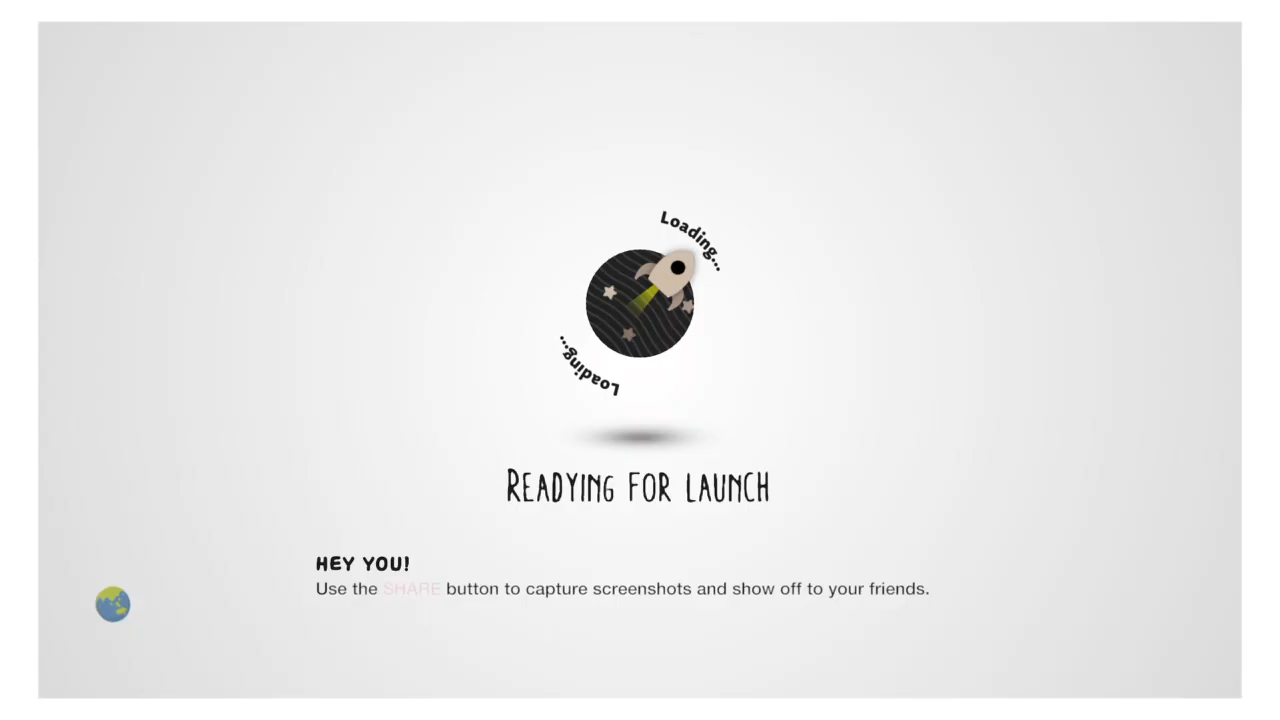 Loading...
Loading...
READYING FOR LAUNCH
HEY YOU!
Use the SHARE button to capture screenshots and show off to your friends.